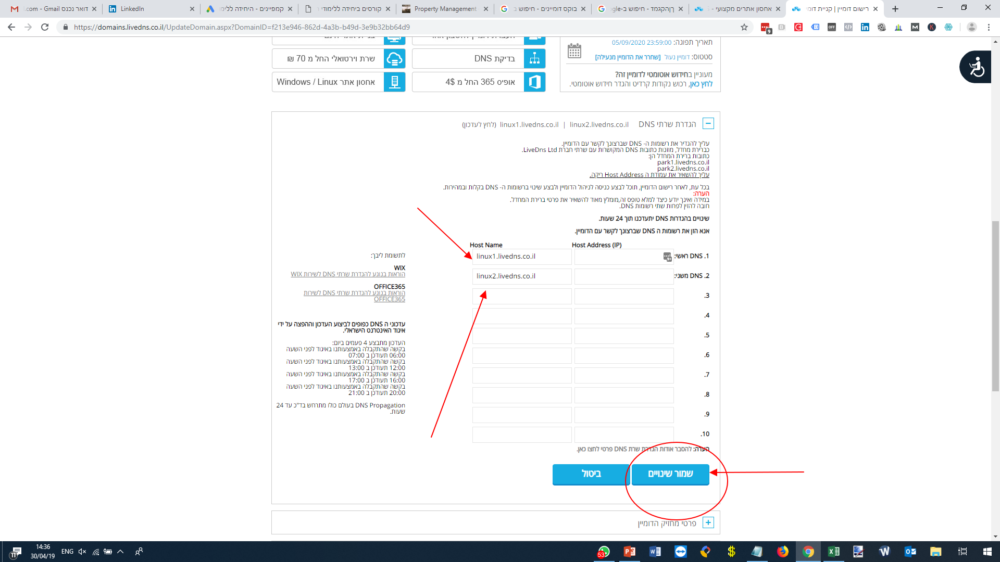 דואר נכנס - Gmail
LinkedIn
קמפיינים - היחידה ללימו
קורסים ביחידה ללימודי
Property Management
בוקס דומיינים - חיפוש ב
ךןהקגמד - חיפוש ב-gle
אחסון אתרים מקצועי -
רישום דומיין | קניית דומי
https://domains.livedns.co.il/UpdateDomain.aspx?DomainID=f213e946-862d-4a3b-b49d-3e9b32bb64d9
תאריך תפוגה: 05/09/2020 23:59:00
סטטוס: דומיין נעול [שחרר את הדומיין מנעילה]
מעוניין בחידוש אוטומטי לדומיין זה?
לחץ כאן, רכוש נקודות קרדיט והגדר חידוש אוטומטי.
בדיקת DNS
שרת וירטואלי החל מ 70 ₪
אופיס 365 החל מ 4$
אחסון אתר Windows / Linux
הגדרת שרתי DNS linux1.livedns.co.il | linux2.livedns.co.il (לחץ לעדכון)
עליך להגדיר את רשומות ה- DNS שברצונך לקשר עם הדומיין.
כברירת מחדל, מוזנות כתובות DNS המקושרות עם שרתי חברת LiveDns Ltd.
כתובות ברירת המחדל הן:
park1.livedns.co.il
park2.livedns.co.il
עליך להשאיר את עמודת ה Host Address ריקה.
בכל עת, לאחר רישום הדומיין, תוכל לבצע כניסה לניהול הדומיין ולבצע שינוי ברשומות ה- DNS בקלות ובמהירות.
הערה:
במידה ואינך יודע כיצד למלא טופס זה,מומלץ מאוד להשאיר את פרטי ברירת המחדל.
חובה להזין לפחות שתי רשומות DNS.
שינויים בהגדרות DNS יתעדכנו תוך 24 שעות.
אנא הזן את רשומות ה DNS שברצונך לקשר עם הדומיין.
Host Name Host Address (IP)
1. DNS ראשי: linux1.livedns.co.il
2. DNS משני: linux2.livedns.co.il
3.
4.
5.
6.
7.
8.
9.
10.
הערה: להסבר אודות הגדרת שרת DNS פרטי לחצו כאן.
שמור שינויים
ביטול
לתשומת ליבך:
WIX
הוראות בנוגע להגדרת שרתי DNS לשירות WIX
OFFICE365
הוראות בנוגע להגדרת שרתי DNS לשירות
OFFICE365
עדכוני ה DNS כפופים לביצוע העדכון וההפצה על ידי
איגוד האינטרנט הישראלי.
העדכון מתבצע 4 פעמים ביום:
בקשה שהתקבלה באמצעותנו באיגוד לפני השעה
06:00 תעודכן ב 07:00
בקשה שהתקבלה באמצעותנו באיגוד לפני השעה
12:00 תעודכן ב 13:00
בקשה שהתקבלה באמצעותנו באיגוד לפני השעה
16:00 תעודכן ב 17:00
בקשה שהתקבלה באמצעותנו באיגוד לפני השעה
20:00 תעודכן ב 21:00
DNS Propagation בעולם כולו מתרחש בד"כ עד 24
שעות.
פרטי מחזיק הדומיין
14:36
30/04/19
ENG
11
53